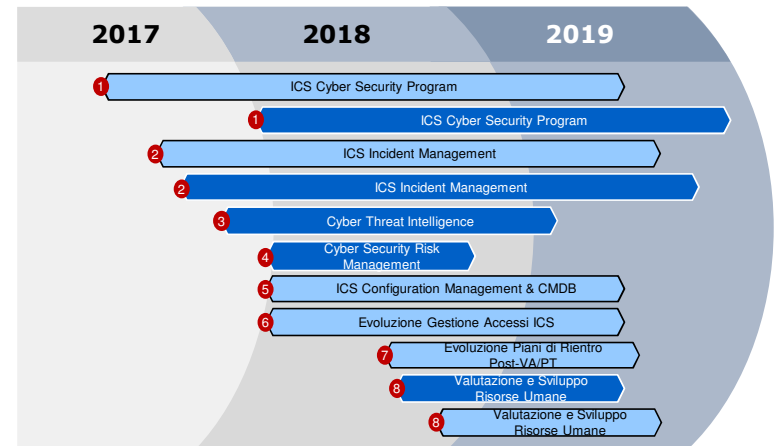 2017 2018 2019
1 ICS Cyber Security Program
1 ICS Cyber Security Program
2 ICS Incident Management
2 ICS Incident Management
3 Cyber Threat Intelligence
4 Cyber Security Risk
Management
5 ICS Configuration Management & CMDB
6 Evoluzione Gestione Accessi ICS
7 Evoluzione Piani di Rientro
Post-VA/PT
8 Valutazione e Sviluppo
Risorse Umane
8 Valutazione e Sviluppo
Risorse Umane